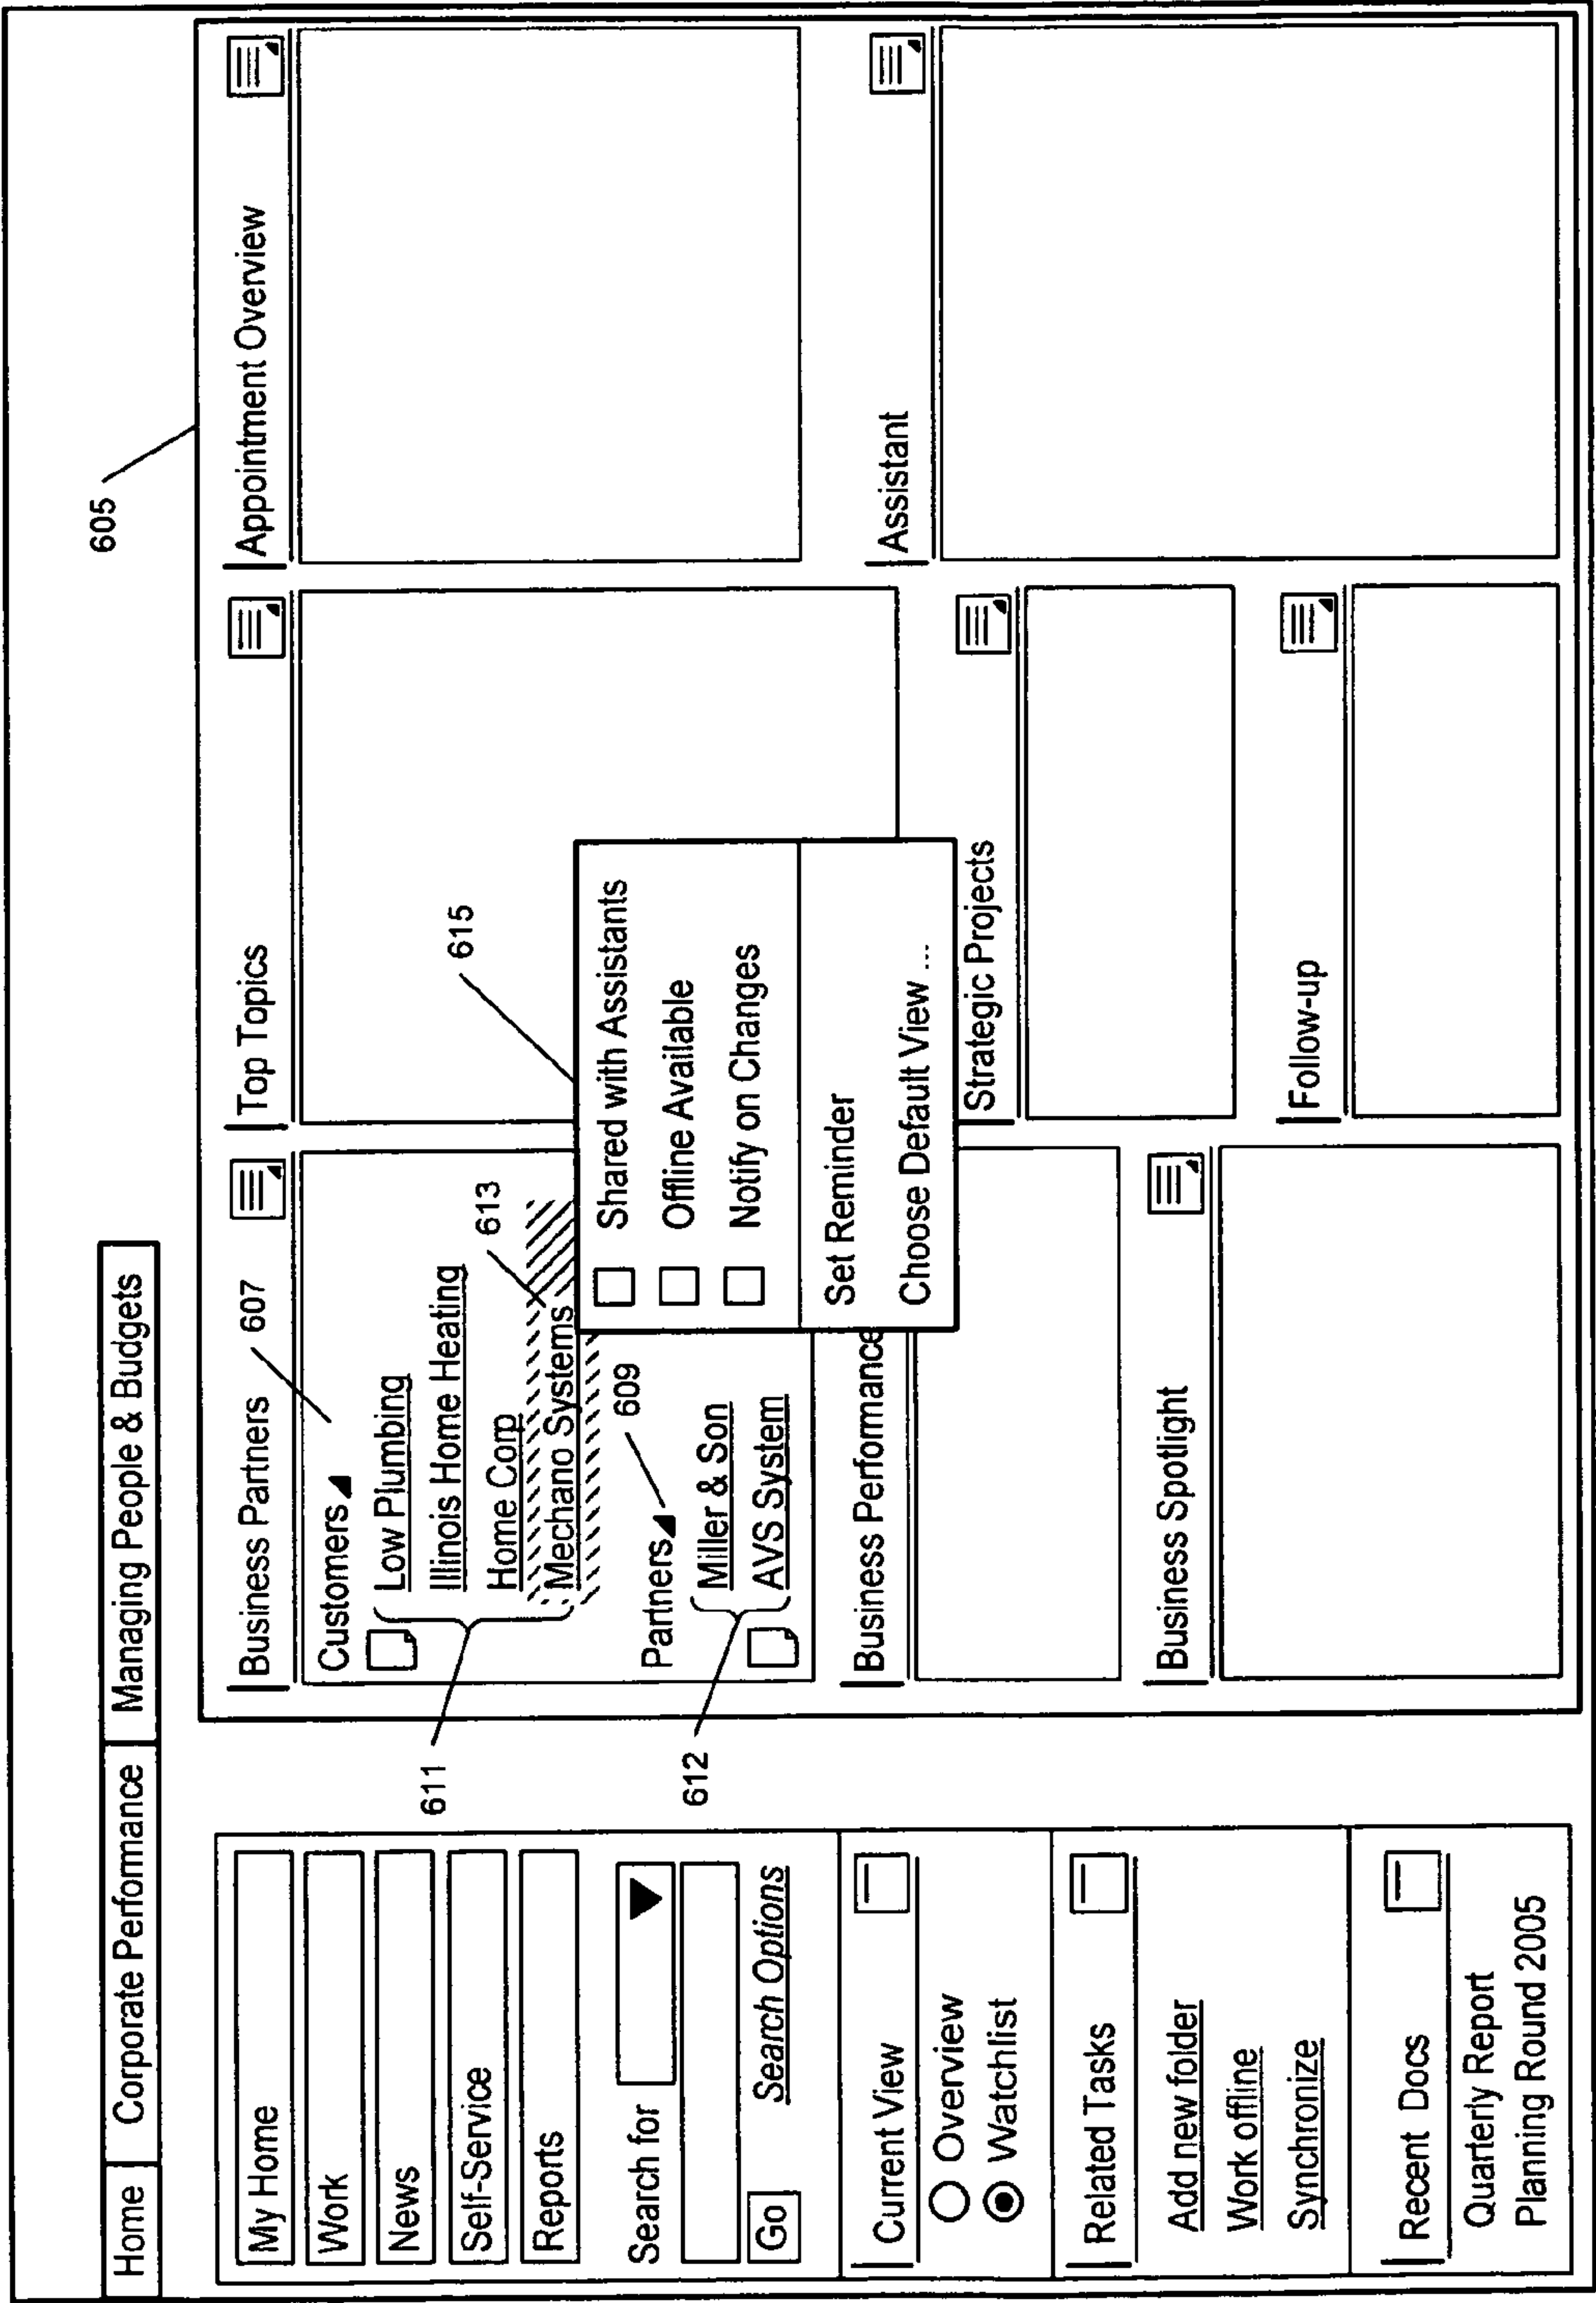 605
Home
Corporate Performance
Managing People & Budgets
My Home
Work
News
Self-Service
Reports
Search for
Go
Search Options
Current View
Overview
Watchlist
Related Tasks
Add new folder
Work offline
Synchronize
Recent Docs
Quarterly Report
Planning Round 2005
Business Partners
607
Customers
Low Plumbing
Illinois Home Heating
Home Corp
Mechano Systems
611
613
Partners
609
Miller & Son
AVS System
612
Business Performance
Business Spotlight
Top Topics
615
Shared with Assistants
Offline Available
Notify on Changes
Set Reminder
Choose Default View ...
Strategic Projects
Follow-up
Appointment Overview
Assistant